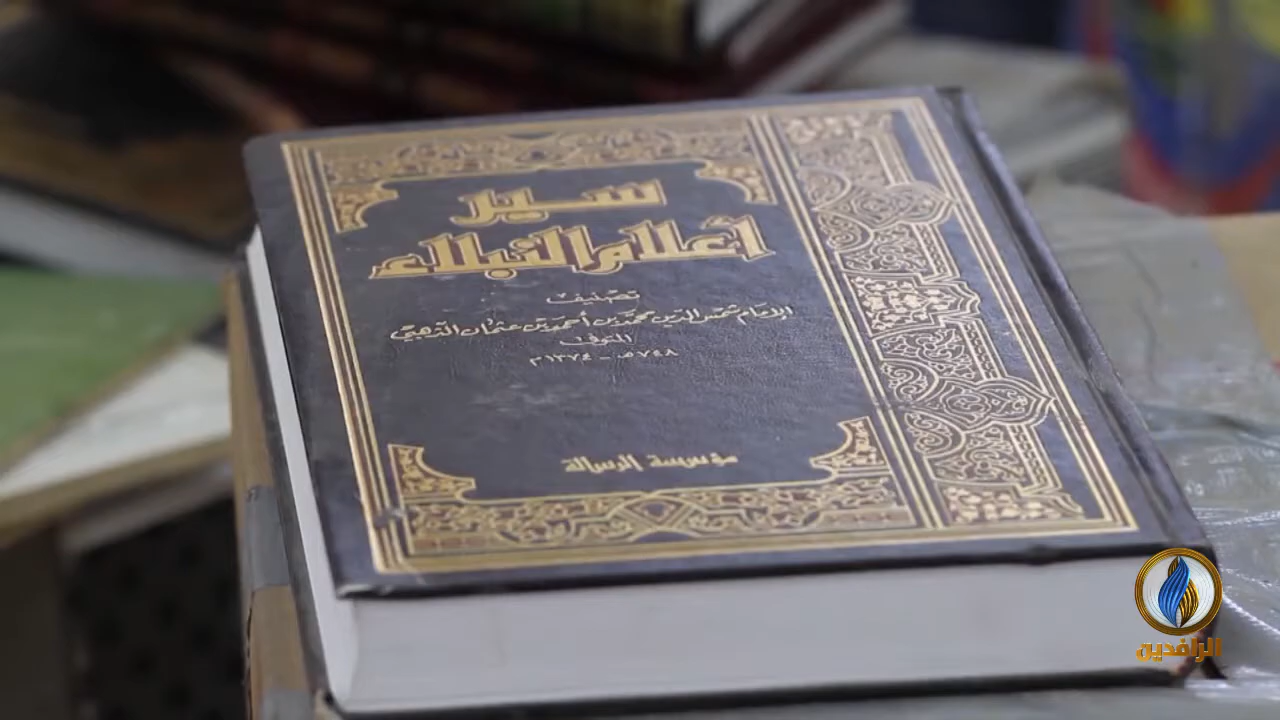 سير
أعلام النبلاء
تصنيف
الإمام شمس الدين محمد بن أحمد بن عثمان الذهبي
المتوفى
٧٤٨هـ - ١٣٧٤م
مؤسسة الرسالة
الرافدين